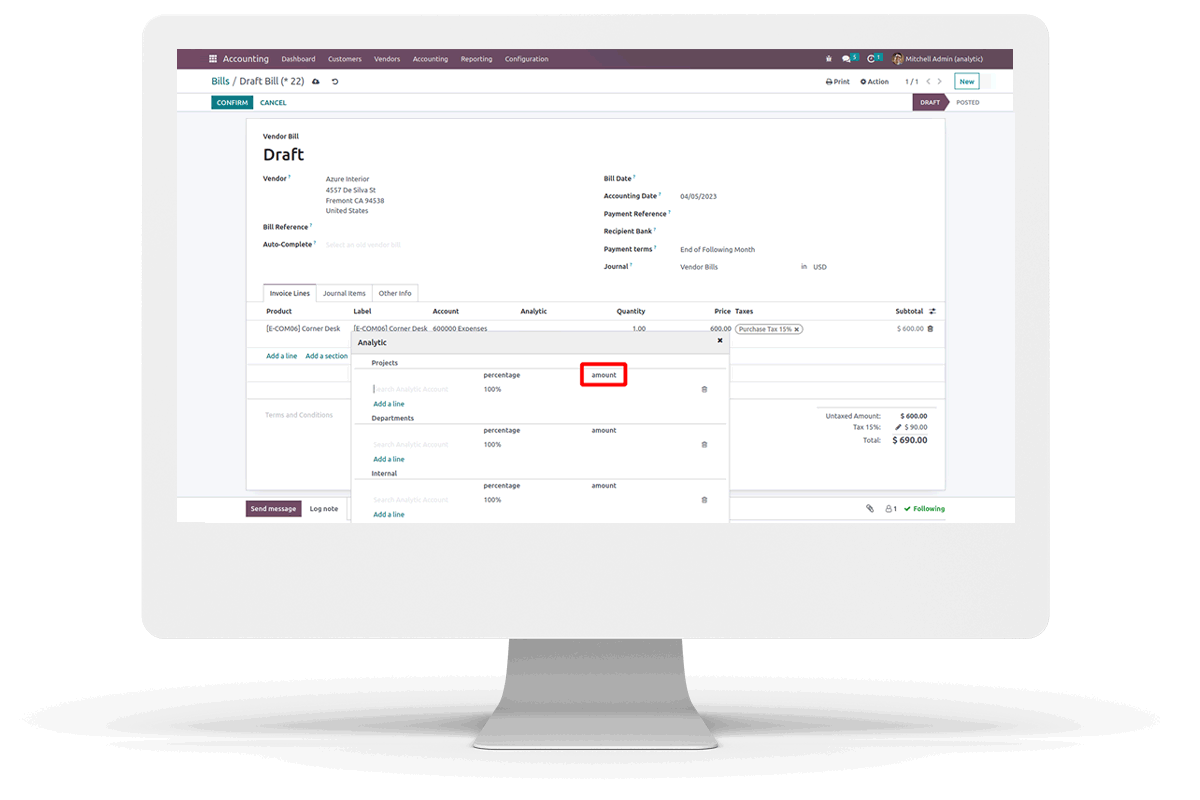 Accounting Dashboard Customers Vendors Accounting Reporting Configuration 5 1 Mitchell Admin (analytic)
Bills / Draft Bill (* 22) Print Action 1 / 1 New
CONFIRM CANCEL DRAFT POSTED
Vendor Bill
Draft
Vendor ? Azure Interior
4557 De Silva St
Fremont CA 94538
United States
Bill Reference ?
Auto-Complete ? Select an old vendor bill
Bill Date ?
Accounting Date ? 04/05/2023
Payment Reference ?
Recipient Bank ?
Payment terms ? End of Following Month
Journal ? Vendor Bills in USD
Invoice Lines Journal Items Other Info
Product Label Account Analytic Quantity Price Taxes Subtotal
[E-COM06] Corner Desk [E-COM06] Corner Desk 600000 Expenses 1.00 600.00 Purchase Tax 15% $ 600.00
Add a line Add a section
Terms and Conditions
Analytic
Projects
percentage amount
Search Analytic Account 100%
Add a line
Departments
percentage amount
Search Analytic Account 100%
Add a line
Internal
percentage amount
Search Analytic Account 100%
Add a line
Untaxed Amount: $ 600.00
Tax 15%: $ 90.00
Total: $ 690.00
Send message Log note 1 Following